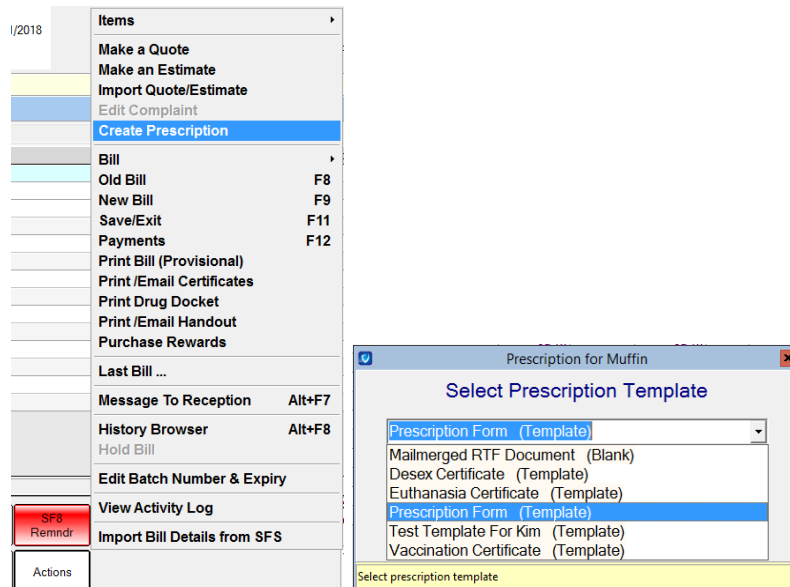 /2018
Items
Make a Quote
Make an Estimate
Import Quote/Estimate
Edit Complaint
Create Prescription
Bill
Old Bill F8
New Bill F9
Save/Exit F11
Payments F12
Print Bill (Provisional)
Print /Email Certificates
Print Drug Docket
Print /Email Handout
Purchase Rewards
Last Bill ...
Message To Reception Alt+F7
History Browser Alt+F8
Hold Bill
Edit Batch Number & Expiry
View Activity Log
Import Bill Details from SFS
SF8
Remndr
Actions
Prescription for Muffin
Select Prescription Template
Prescription Form (Template)
Mailmerged RTF Document (Blank)
Desex Certificate (Template)
Euthanasia Certificate (Template)
Prescription Form (Template)
Test Template For Kim (Template)
Vaccination Certificate (Template)
Select prescription template